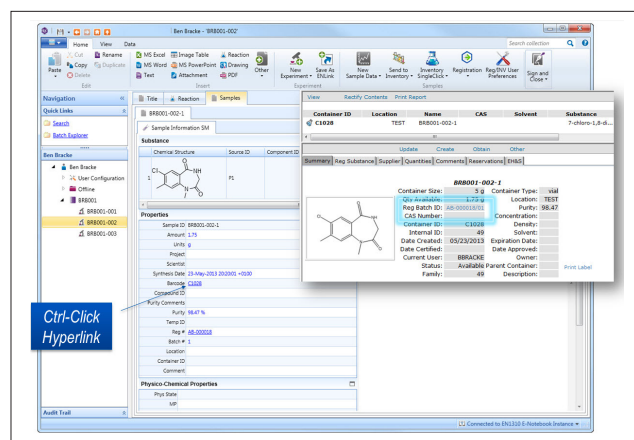 Ben Bracke - 'BRB001-002'
Home View Data
Search collection
Paste Cut Copy Delete Rename Duplicate
MS Excel Image Table Reaction
MS Word MS PowerPoint Drawing
Text Attachment PDF
Other
New Experiment Save As ENLink
New Sample Data Send to Inventory Inventory SingleClick
Registration Reg/INV User Preferences
Sign and Close
Edit Insert Experiment Samples
Navigation
Quick Links
Search
Batch Explorer
Ben Bracke
Ben Bracke
User Configuration
Offline
BRB001
BRB001-001
BRB001-002
BRB001-003
Audit Trail
Title Reaction Samples
BRB001-002-1
Sample Information SM
Substance
Chemical Structure Source ID Component ID
1 P1
Properties
Sample ID BRB001-002-1
Amount 1.75
Units g
Project
Scientist
Synthesis Date 23-May-2013 20:20:01 +0100
Barcode C1028
Compound ID
Purity Comments
Purity 98.47 %
Temp ID
Reg # AB-000018
Batch # 1
Location
Container ID
Comment
Physico-Chemical Properties
Phys State
MP
Ctrl-Click
Hyperlink
View Rectify Contents Print Report
Container ID Location Name CAS Solvent Substance
C1028 TEST BRB001-002-1 7-chloro-1,8-di...
Update Create Obtain Other
Summary Reg Substance Supplier Quantities Comments Reservations EH&S
BRB001-002-1
Container Size: 5 g Container Type: vial
Qty Available: 1.75 g Location: TEST
Reg Batch ID: AB-000018/01 Purity: 98.47
CAS Number: Concentration:
Container ID: C1028 Density:
Internal ID: 49 Solvent:
Date Created: 05/23/2013 Expiration Date:
Date Certified: Date Approved:
Current User: BBRACKE Owner:
Status: Available Parent Container:
Family: 49 Description:
Print Label
Connected to EN1310 E-Notebook Instance